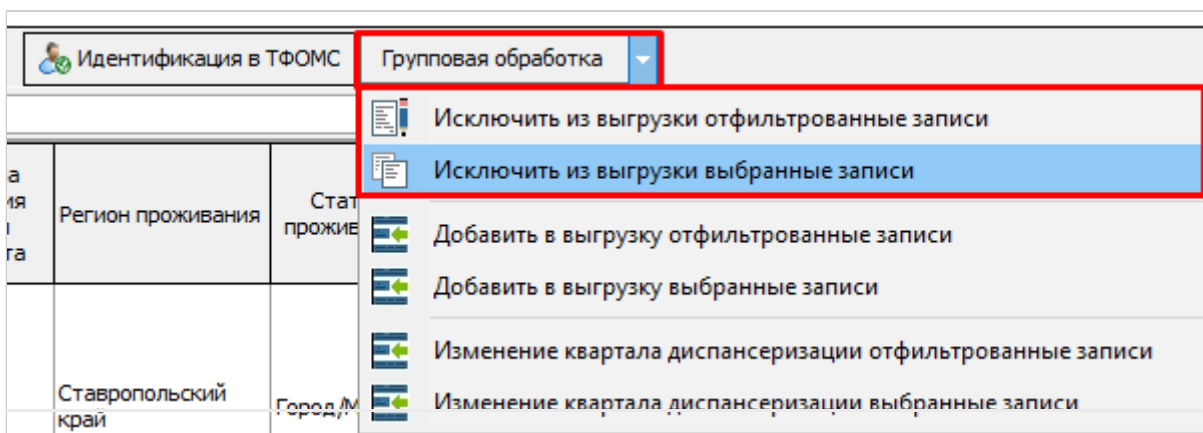 Идентификация в ТФОМС Групповая обработка
Исключить из выгрузки отфильтрованные записи
Исключить из выгрузки выбранные записи
Регион проживания
Добавить в выгрузку отфильтрованные записи
Добавить в выгрузку выбранные записи
Изменение квартала диспансеризации отфильтрованные записи
Изменение квартала диспансеризации выбранные записи
Ставропольский
край
Город/М